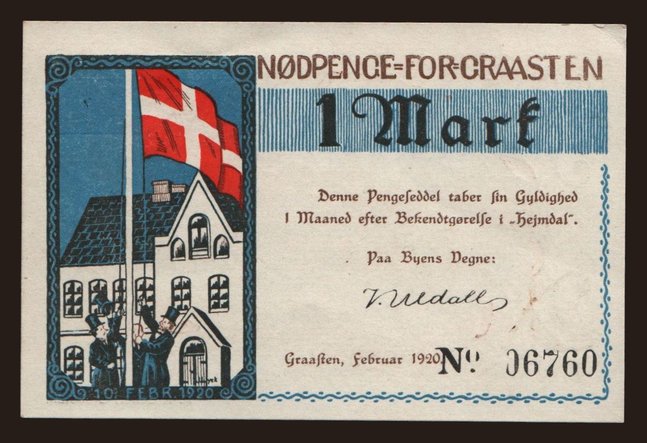 NØDPENGE=FOR=GRAASTEN
1 Mark
Denne Pengeseddel taber sin Gyldighed
1 Maaned efter Bekendtgørelse i „Hejmdal“.
Paa Byens Vegne:
Graasten, Februar 1920
Nº 06760
10. FEBR. 1920